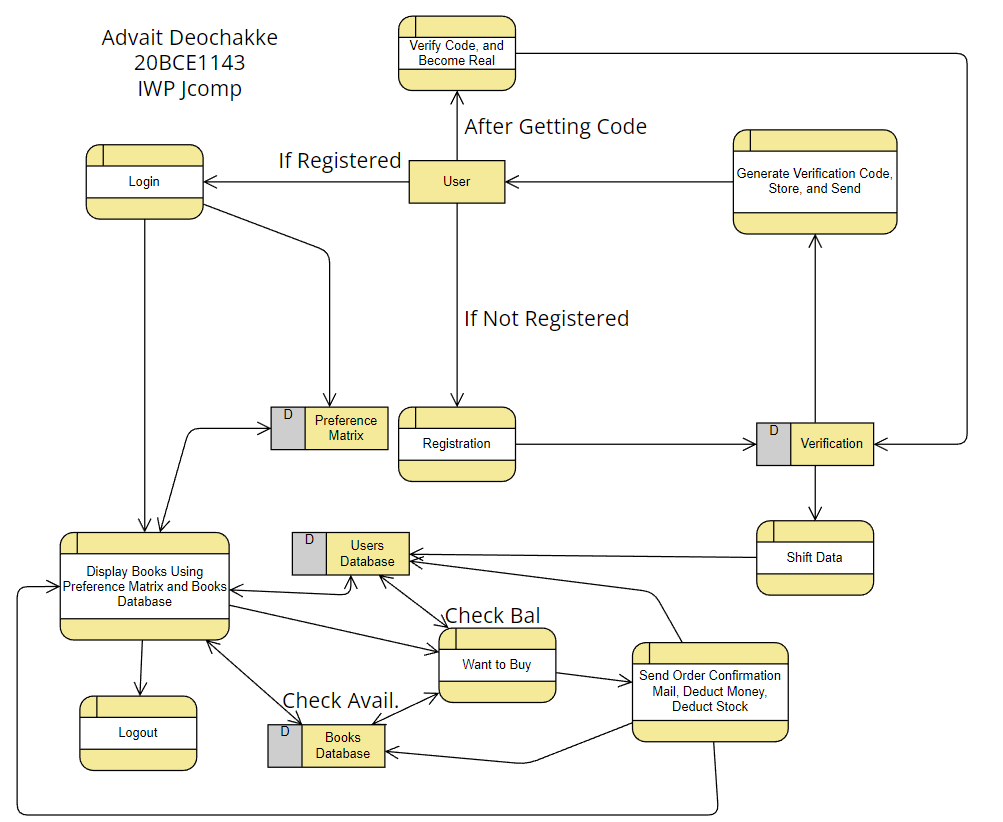 Advait Deochakke
20BCE1143
IWP Jcomp
Verify Code, and
Become Real
After Getting Code
If Registered
Login
User
Generate Verification Code,
Store, and Send
If Not Registered
D
Preference
Matrix
Registration
D
Verification
D
Users
Database
Shift Data
Display Books Using
Preference Matrix and Books
Database
Check Bal
Want to Buy
Send Order Confirmation
Mail, Deduct Money,
Deduct Stock
Check Avail.
Logout
D
Books
Database